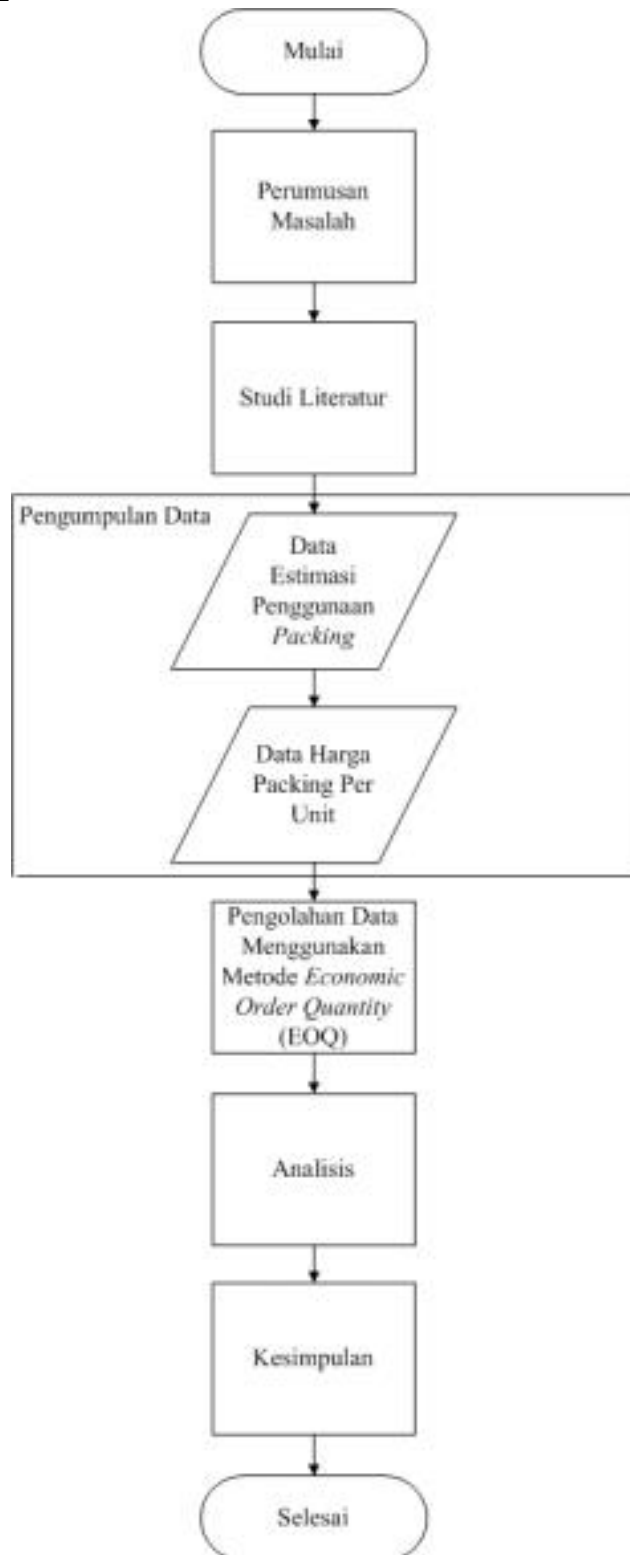 Mulai
Perumusan
Masalah
Studi Literatur
Pengumpulan Data
Data
Estimasi
Penggunaan
Packing
Data Harga
Packing Per
Unit
Pengolahan Data
Menggunakan
Metode Economic
Order Quantity
(EOQ)
Analisis
Kesimpulan
Selesai